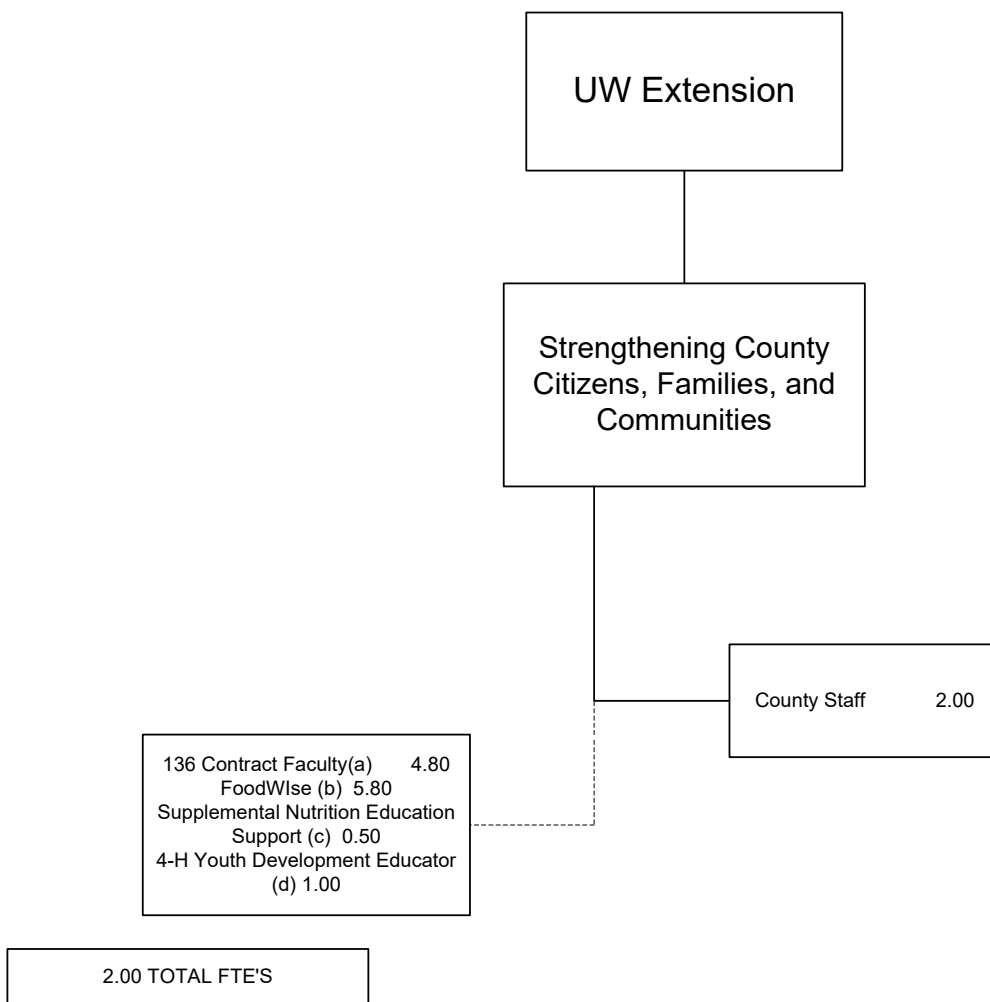 UW Extension
Strengthening County
Citizens, Families, and
Communities
County Staff 2.00
136 Contract Faculty(a) 4.80
FoodWIse (b) 5.80
Supplemental Nutrition Education
Support (c) 0.50
4-H Youth Development Educator
(d) 1.00
2.00 TOTAL FTE'S